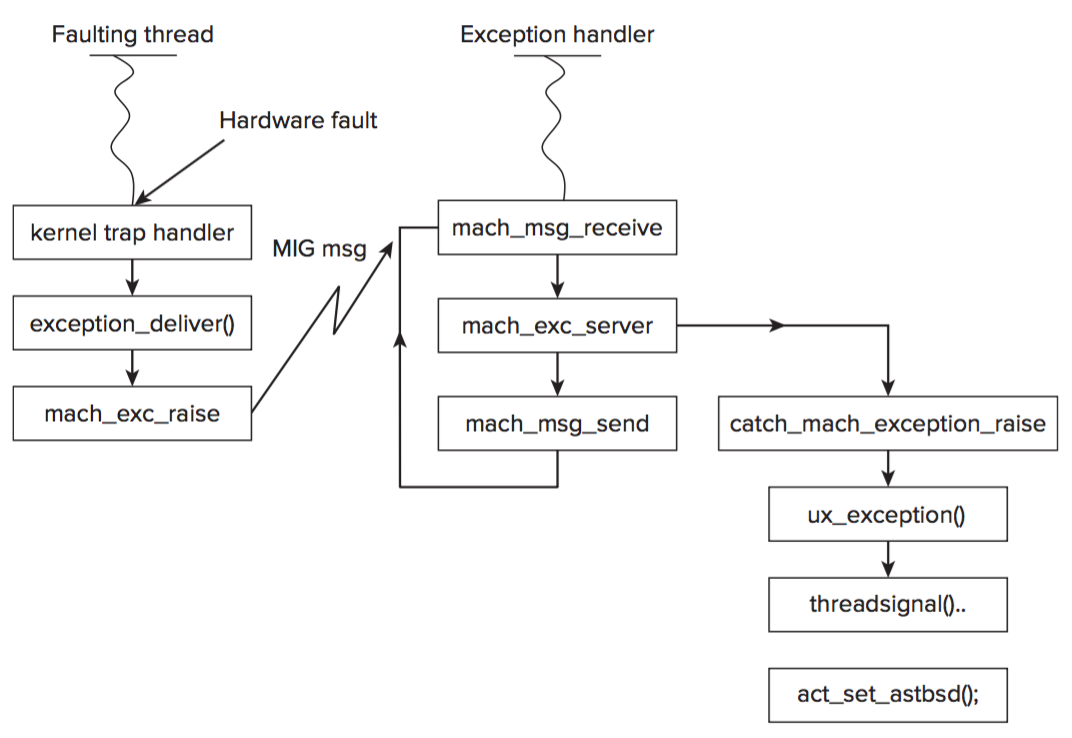 Faulting thread
Exception handler
Hardware fault
kernel trap handler
MIG msg
mach_msg_receive
exception_deliver()
mach_exc_server
mach_exc_raise
mach_msg_send
catch_mach_exception_raise
ux_exception()
threadsignal()..
act_set_astbsd();